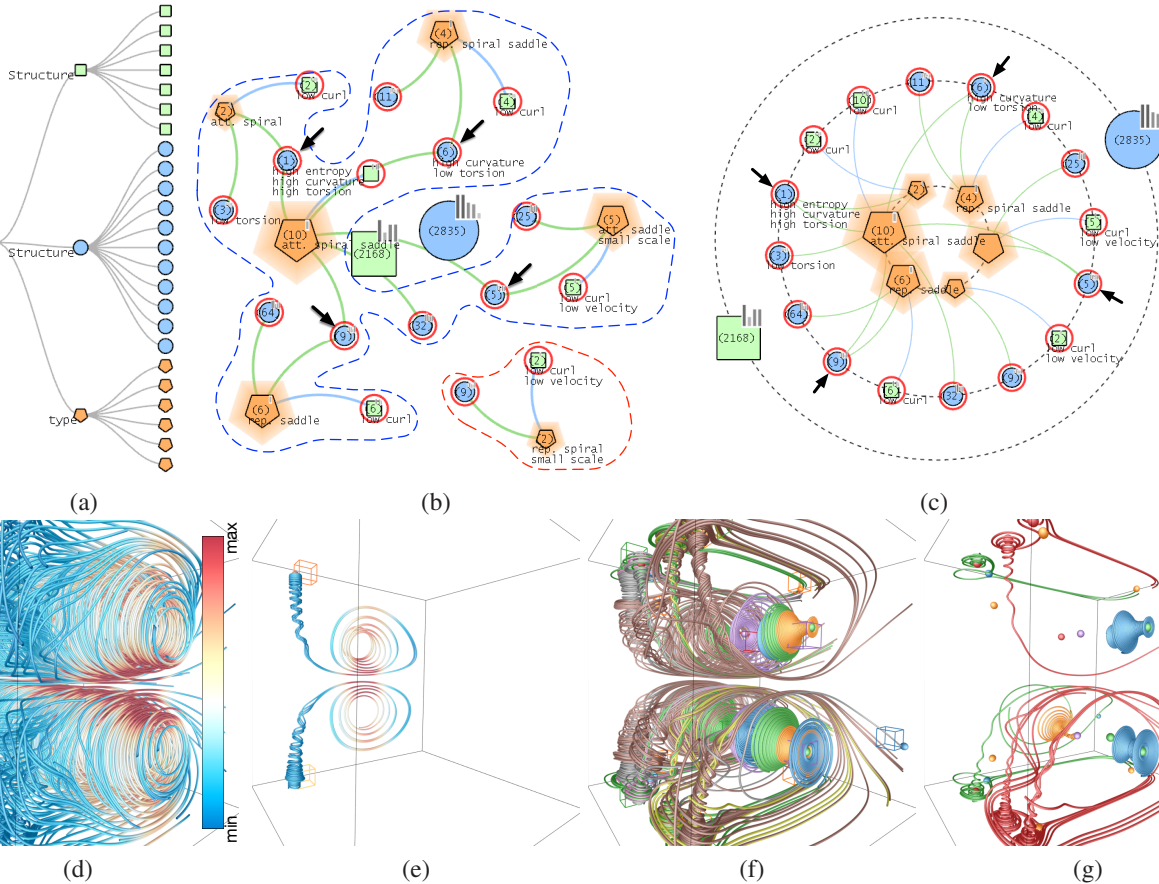 Structure
Structure
type
(a)
(4)
rep. spiral saddle
(2)
low curl
(11)
(4)
low curl
(2)
att. spiral
(1)
high entropy
high curvature
high torsion
(6)
high curvature
low torsion
(3)
low torsion
(10)
att. spiral saddle
(2168)
(2835)
(25)
(5)
att. saddle
small scale
(5)
(5)
low curl
low velocity
(64)
(9)
(32)
(6)
rep. saddle
(6)
low curl
(2)
low curl
low velocity
(9)
(2)
rep. spiral
small scale
(b)
(11)
(6)
high curvature
low torsion
(10)
low curl
(4)
low curl
(2835)
(2)
low curl
(25)
(1)
high entropy
high curvature
high torsion
(2)
(4)
rep. spiral saddle
(5)
low curl
low velocity
(10)
att. spiral saddle
(3)
low torsion
(6)
rep. saddle
(5)
(64)
(2168)
(2)
low curl
low velocity
(9)
(6)
low curl
(32)
(9)
(c)
max
min
(d)
(e)
(f)
(g)